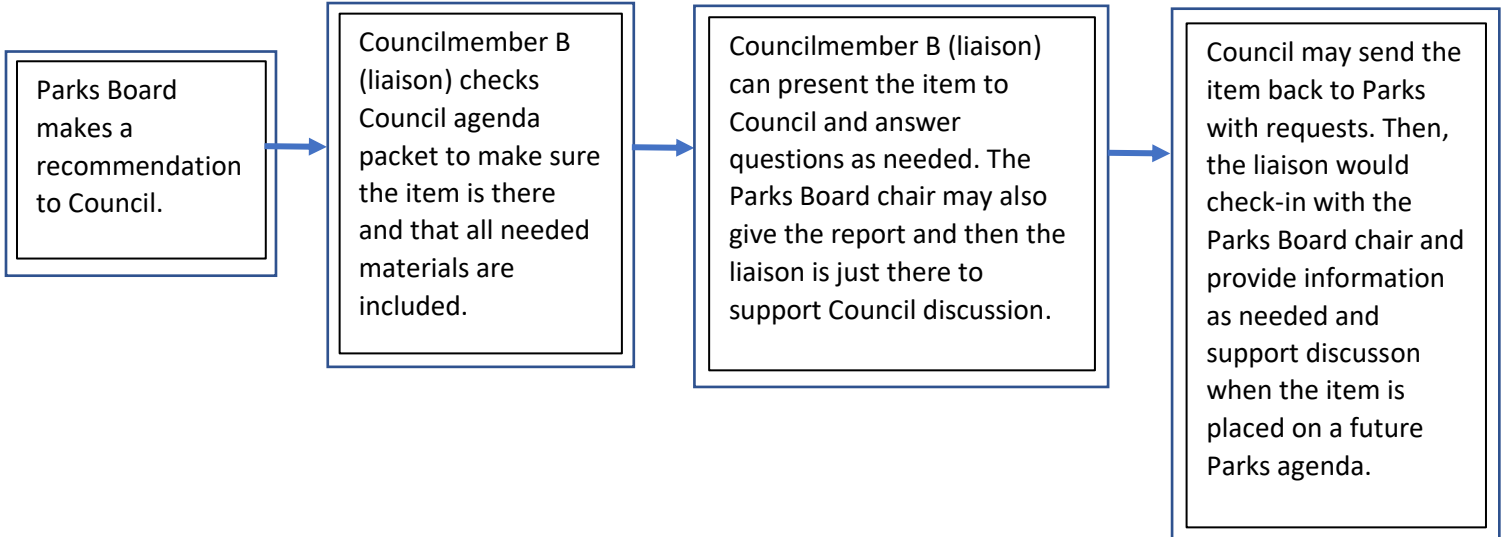 Parks Board
makes a
recommendation
to Council.
Councilmember B
(liaison) checks
Council agenda
packet to make sure
the item is there
and that all needed
materials are
included.
Councilmember B (liaison)
can present the item to
Council and answer
questions as needed. The
Parks Board chair may also
give the report and then the
liaison is just there to
support Council discussion.
Council may send the
item back to Parks
with requests. Then,
the liaison would
check-in with the
Parks Board chair and
provide information
as needed and
support discusson
when the item is
placed on a future
Parks agenda.